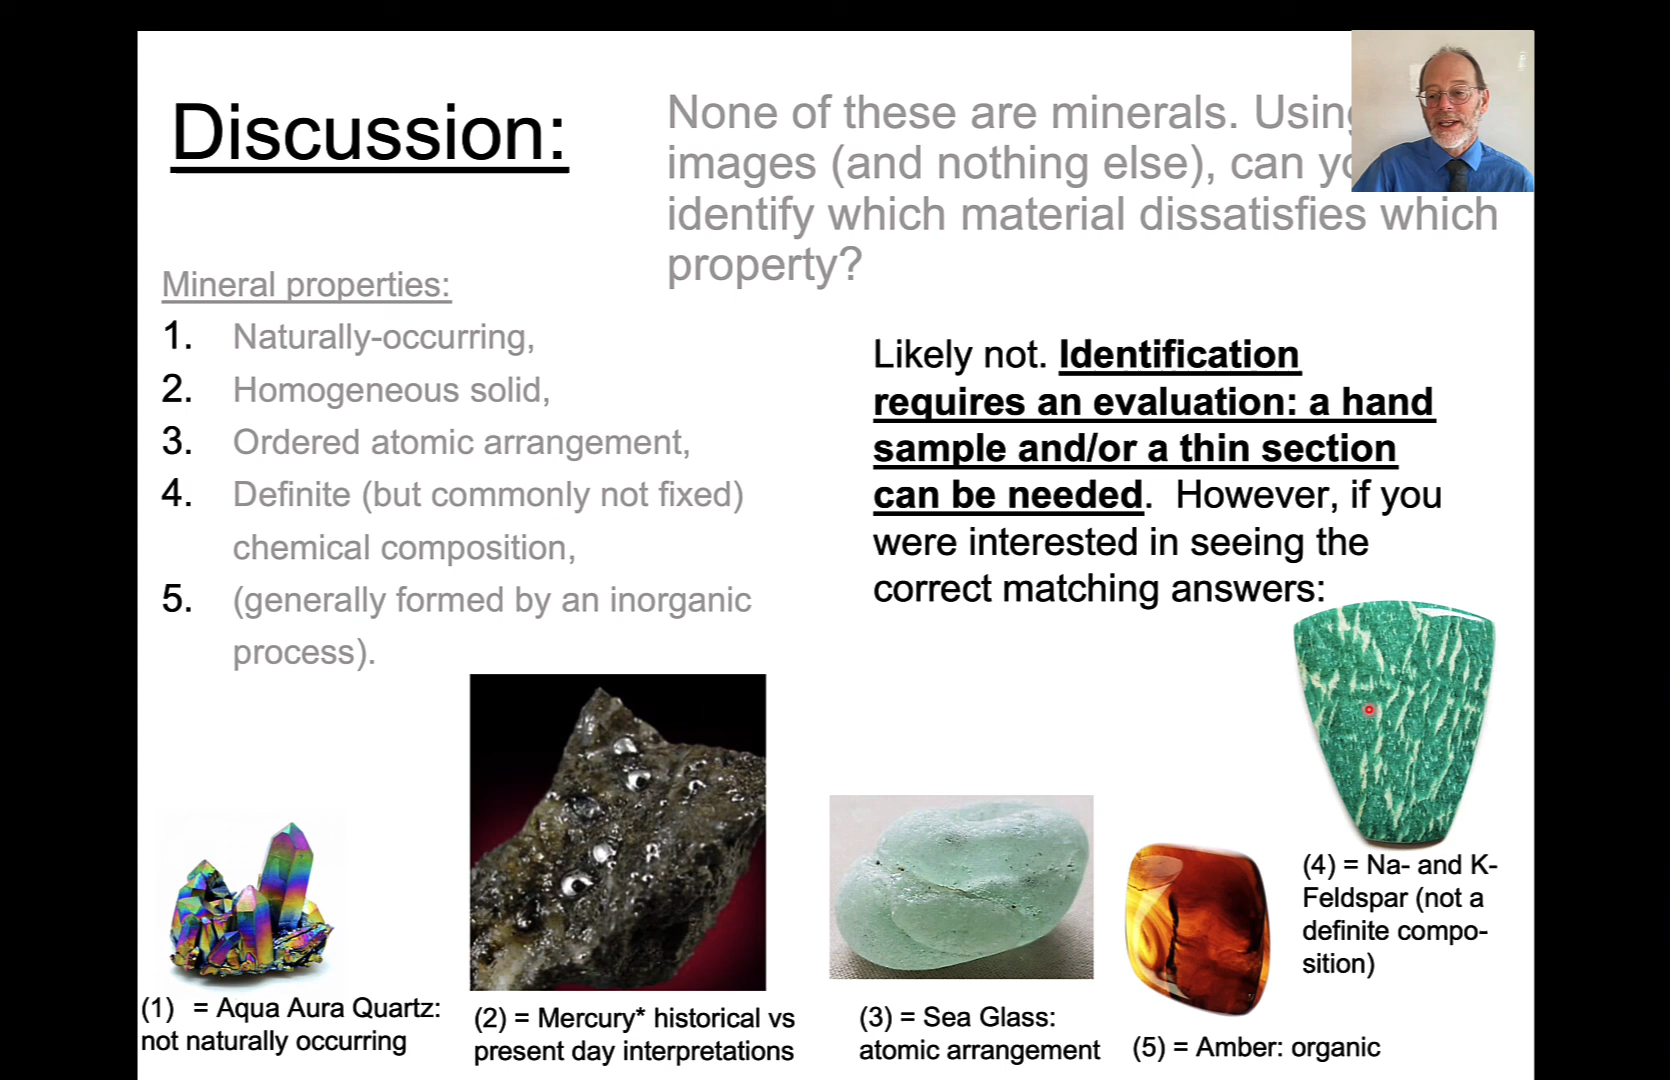 Discussion:
None of these are minerals. Using
images (and nothing else), can
identify which material dissatisfies which
property?
Mineral properties:
1. Naturally-occurring,
2. Homogeneous solid,
3. Ordered atomic arrangement,
4. Definite (but commonly not fixed)
chemical composition,
5. (generally formed by an inorganic
process).
Likely not. Identification
requires an evaluation: a hand
sample and/or a thin section
can be needed. However, if you
were interested in seeing the
correct matching answers:
(1) = Aqua Aura Quartz:
not naturally occurring
(2) = Mercury* historical vs
present day interpretations
(3) = Sea Glass:
atomic arrangement
(5) = Amber: organic
(4) = Na- and K-
Feldspar (not a
definite compo-
sition)